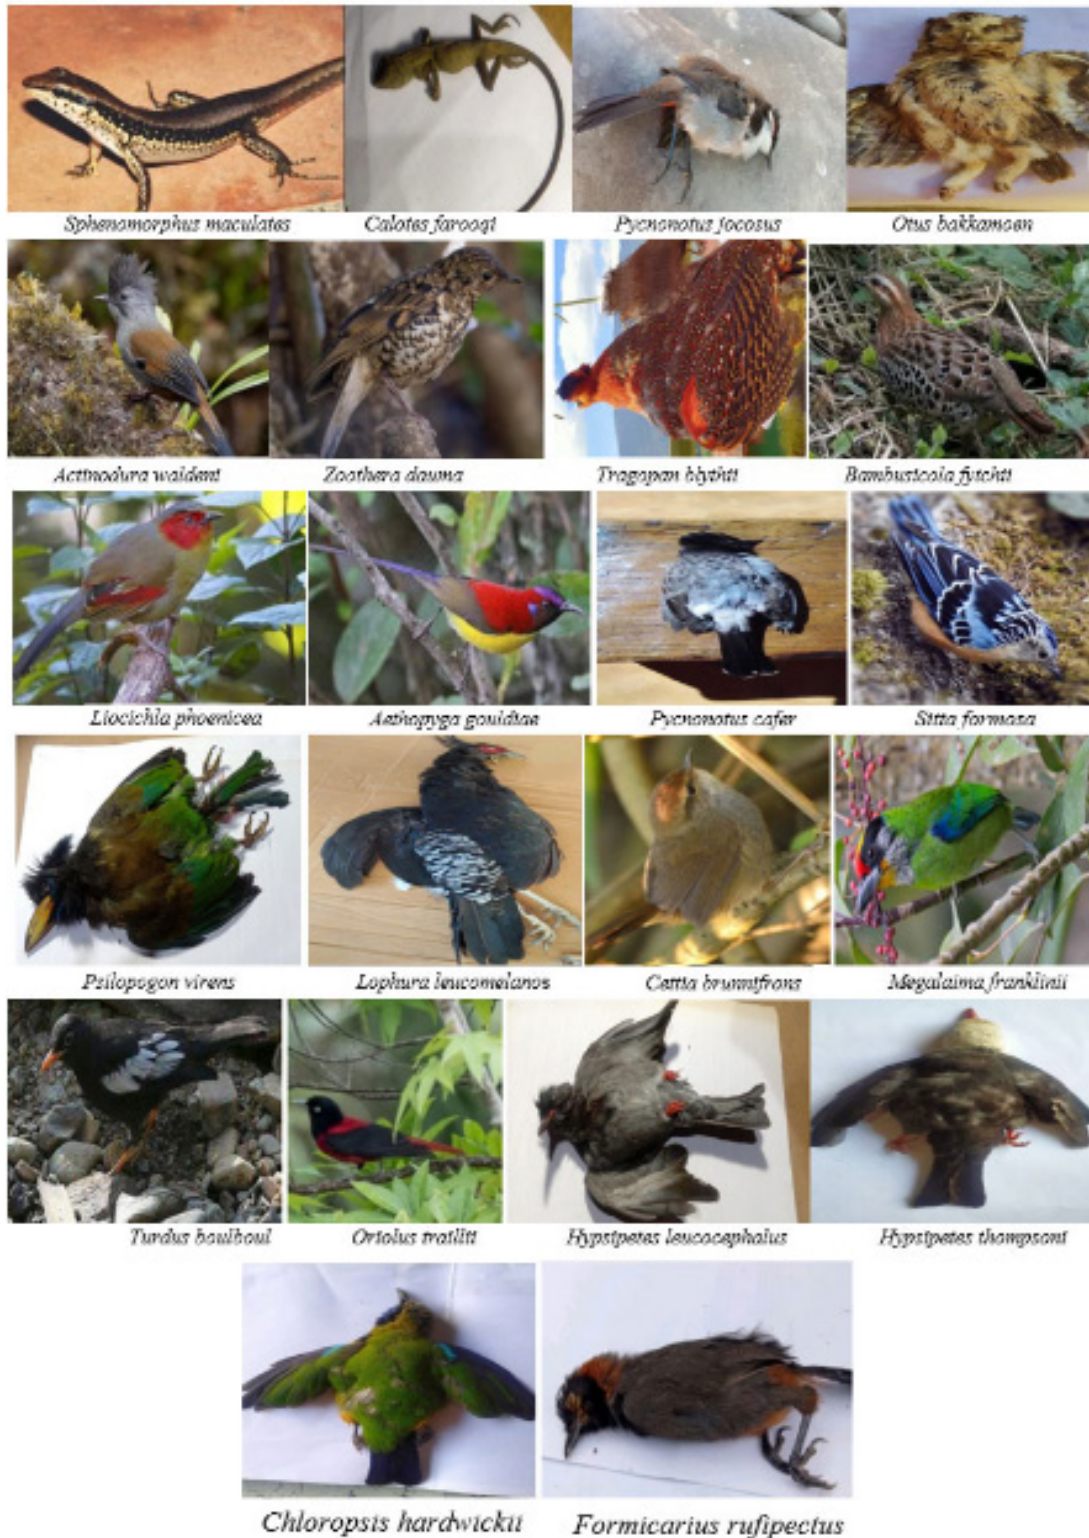 Sphenomorphus maculates Calotes farooqi Pycnonotus jocosus Otus bakkamoen
Actinodura waldeni Zoothera dauma Tragopan blythii Bambusicola fytchii
Liocichla phoenicea Aethopyga gouldiae Pycnonotus cafer Sitta formosa
Psilopogon virens Lophura leucomelanos Cettia brunnifrons Megalaima franklinii
Turdus boulboul Oriolus traillii Hypsipetes leucocephalus Hypsipetes thompsoni
Chloropsis hardwickii Formicarius rufipectus